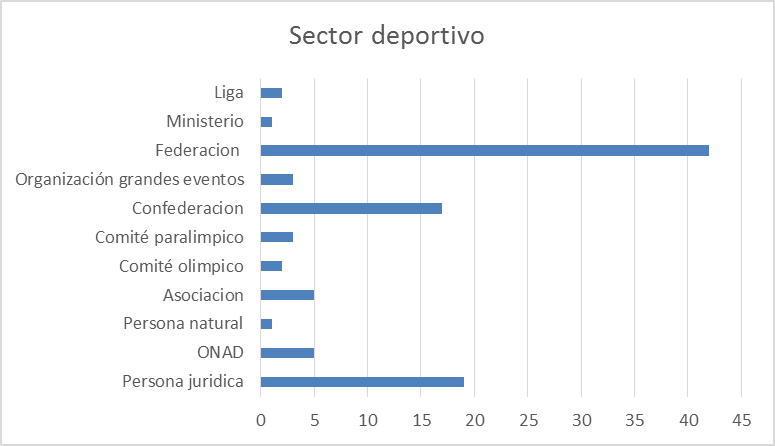 Sector deportivo
Liga
Ministerio
Federacion
Organización grandes eventos
Confederacion
Comité paralimpico
Comité olimpico
Asociacion
Persona natural
ONAD
Persona juridica
0 5 10 15 20 25 30 35 40 45